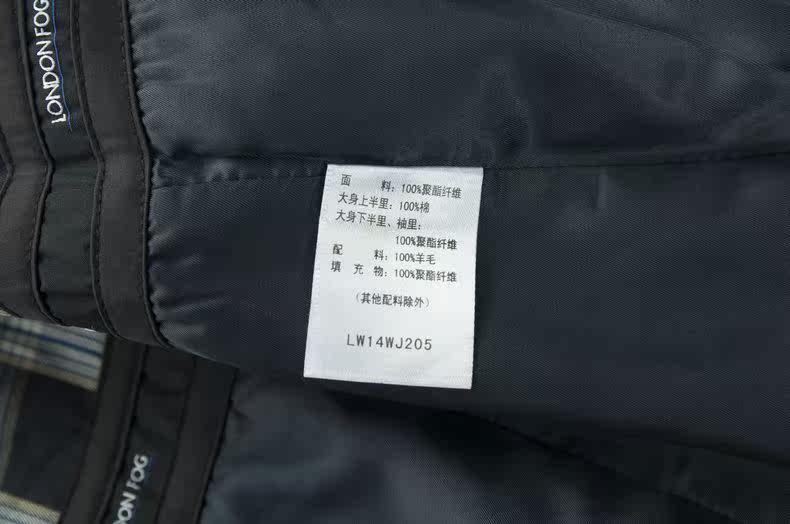 LONDON FOG
面 料：100%聚酯纤维
大身上半里：100%棉
大身下半里、袖里：
100%聚酯纤维
配 料：100%羊毛
填 充 物：100%聚酯纤维
（其他配料除外）
LW14WJ205
DON FOG